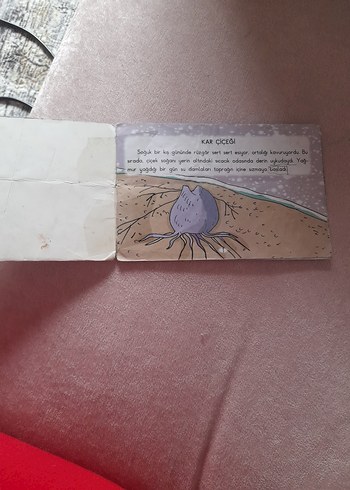 KAR ÇİÇEĞİ
Soğuk bir kış gününde rüzgâr sert sert esiyor, ortalığı kavuruyordu. Bu
sırada, çiçek soğanı yerin altındaki sıcacık odasında derin uykudaydı. Yağ-
mur yağdığı bir gün su damlaları toprağın içine sızmaya başladı.